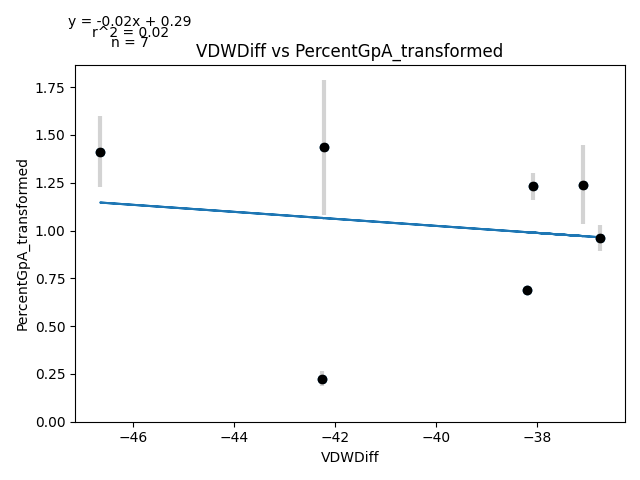 y = -0.02x + 0.29
r^2 = 0.02
n = 7
VDWDiff vs PercentGpA_transformed
PercentGpA_transformed
1.75
1.50
1.25
1.00
0.75
0.50
0.25
0.00
−46
−44
−42
−40
−38
VDWDiff